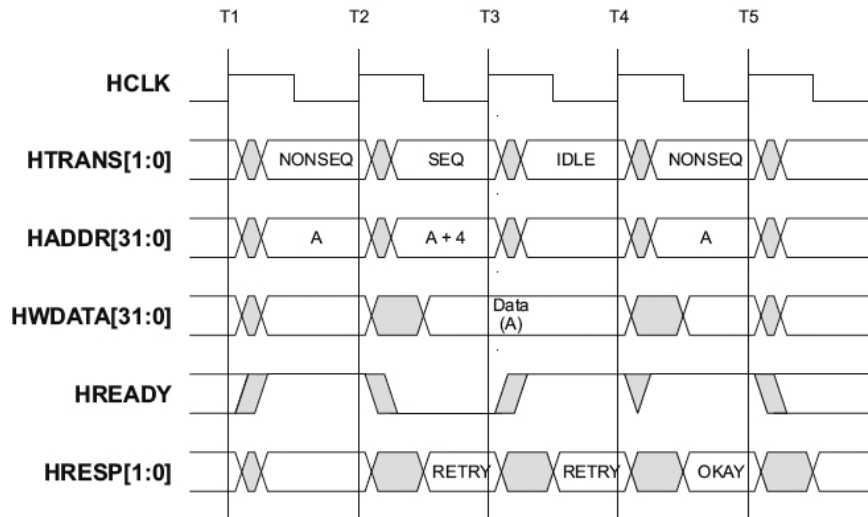 T1 T2 T3 T4 T5
HCLK
HTRANS[1:0] NONSEQ SEQ IDLE NONSEQ
HADDR[31:0] A A + 4 A
HWDATA[31:0] Data
(A)
HREADY
HRESP[1:0] RETRY RETRY OKAY